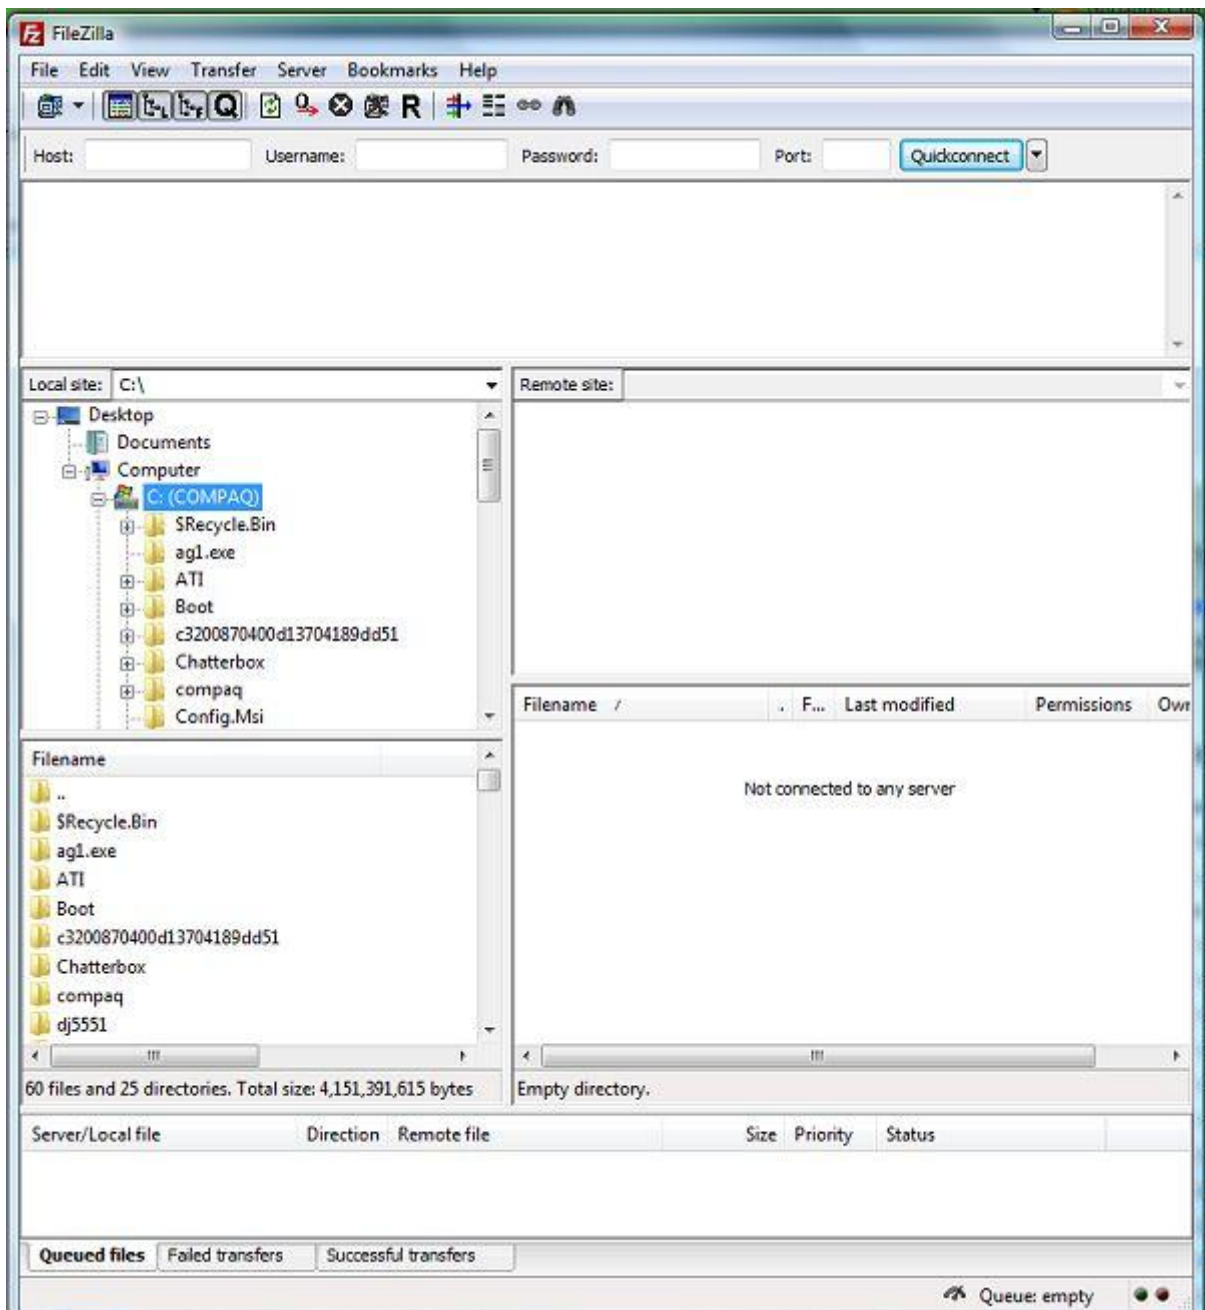 FileZilla
File Edit View Transfer Server Bookmarks Help
Host: Username: Password: Port: Quickconnect
Local site: C:\
Desktop
Documents
Computer
C: (COMPAQ)
$Recycle.Bin
ag1.exe
ATI
Boot
c3200870400d13704189dd51
Chatterbox
compaq
Config.Msi
Filename
..
$Recycle.Bin
ag1.exe
ATI
Boot
c3200870400d13704189dd51
Chatterbox
compaq
dj5551
60 files and 25 directories. Total size: 4,151,391,615 bytes
Remote site:
Filename / . F... Last modified Permissions Owr
Not connected to any server
Empty directory.
Server/Local file Direction Remote file Size Priority Status
Queued files Failed transfers Successful transfers
Queue: empty